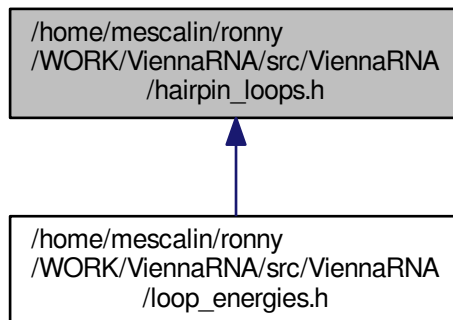 /home/mescalin/ronny
/WORK/ViennaRNA/src/ViennaRNA
/hairpin_loops.h
/home/mescalin/ronny
/WORK/ViennaRNA/src/ViennaRNA
/loop_energies.h